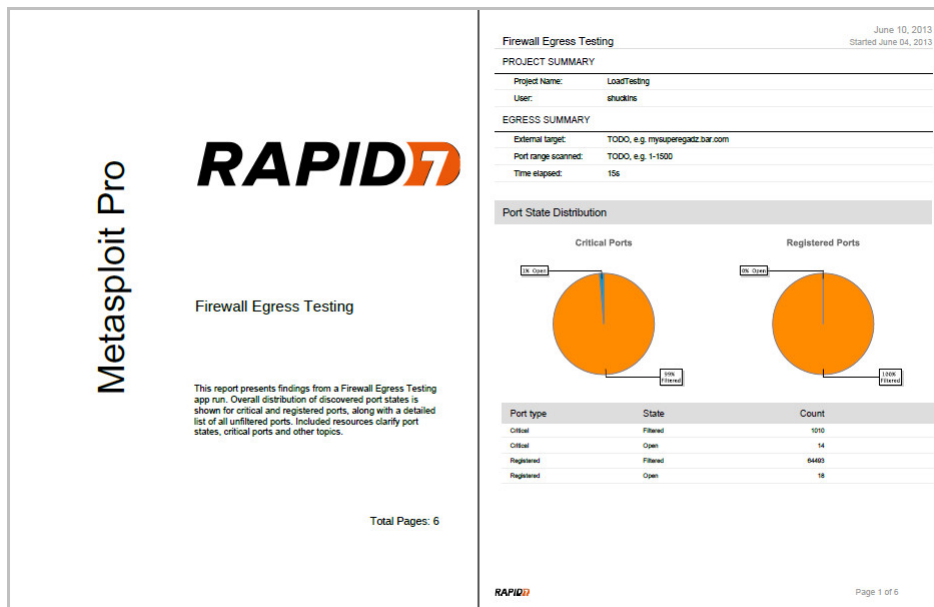 Metasploit Pro
RAPID7
Firewall Egress Testing
This report presents findings from a Firewall Egress Testing
app run. Overall distribution of discovered port states is
shown for critical and registered ports, along with a detailed
list of all unfiltered ports. Included resources clarify port
states, critical ports and other topics.
Total Pages: 6
June 10, 2013
Firewall Egress Testing Started June 04, 2013
PROJECT SUMMARY
Project Name: LoadTesting
User: shuckins
EGRESS SUMMARY
External target: TODO, e.g. mysuperegadz.bar.com
Port range scanned: TODO, e.g. 1-1500
Time elapsed: 15s
Port State Distribution
Critical Ports Registered Ports
1% Open 0% Open
99% Filtered 100% Filtered
Port type State Count
Critical Filtered 1010
Critical Open 14
Registered Filtered 64493
Registered Open 18
RAPID7 Page 1 of 6